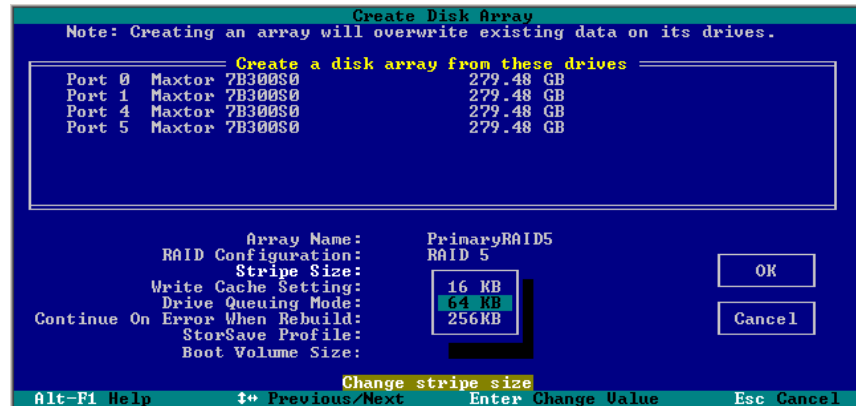 Create Disk Array
Note: Creating an array will overwrite existing data on its drives.
Create a disk array from these drives
Port 0 Maxtor 7B300S0 279.48 GB
Port 1 Maxtor 7B300S0 279.48 GB
Port 4 Maxtor 7B300S0 279.48 GB
Port 5 Maxtor 7B300S0 279.48 GB
Array Name: PrimaryRAID5
RAID Configuration: RAID 5
Stripe Size:
Write Cache Setting: 16 KB
Drive Queuing Mode: 64 KB
Continue On Error When Rebuild: 256KB
StorSave Profile:
Boot Volume Size:
OK
Cancel
Change stripe size
Alt-F1 Help ↕↔ Previous/Next Enter Change Value Esc Cancel